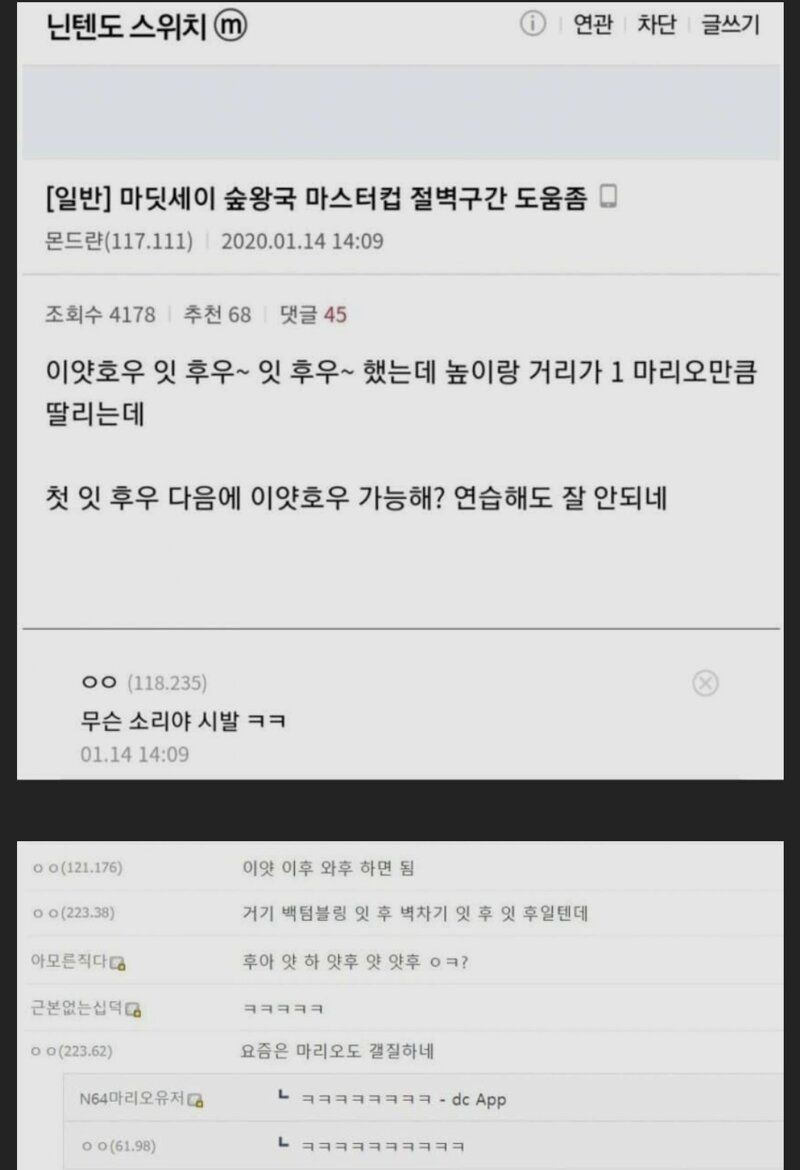 닌텐도 스위치 ⓜ
ⓘ 연관 차단 글쓰기
[일반] 마딧세이 숲왕국 마스터컵 절벽구간 도움좀
몬드랸(117.111) 2020.01.14 14:09
조회수 4178 추천 68 댓글 45
이얏호우 잇 후우~ 잇 후우~ 했는데 높이랑 거리가 1 마리오만큼
딸리는데
첫 잇 후우 다음에 이얏호우 가능해? 연습해도 잘 안되네
ㅇㅇ (118.235)
무슨 소리야 시발 ㅋㅋ
01.14 14:09
ㅇㅇ(121.176) 이얏 이후 와후 하면 됨
ㅇㅇ(223.38) 거기 백텀블링 잇 후 벽차기 잇 후 잇 후일텐데
아모른직다 후아 얏 하 얏후 얏 얏후 ㅇㅋ?
근본없는십덕 ㅋㅋㅋㅋㅋ
ㅇㅇ(223.62) 요즘은 마리오도 갤질하네
N64마리오유저 ㄴ ㅋㅋㅋㅋㅋㅋㅋㅋ - dc App
ㅇㅇ(61.98) ㄴ ㅋㅋㅋㅋㅋㅋㅋㅋㅋㅋ